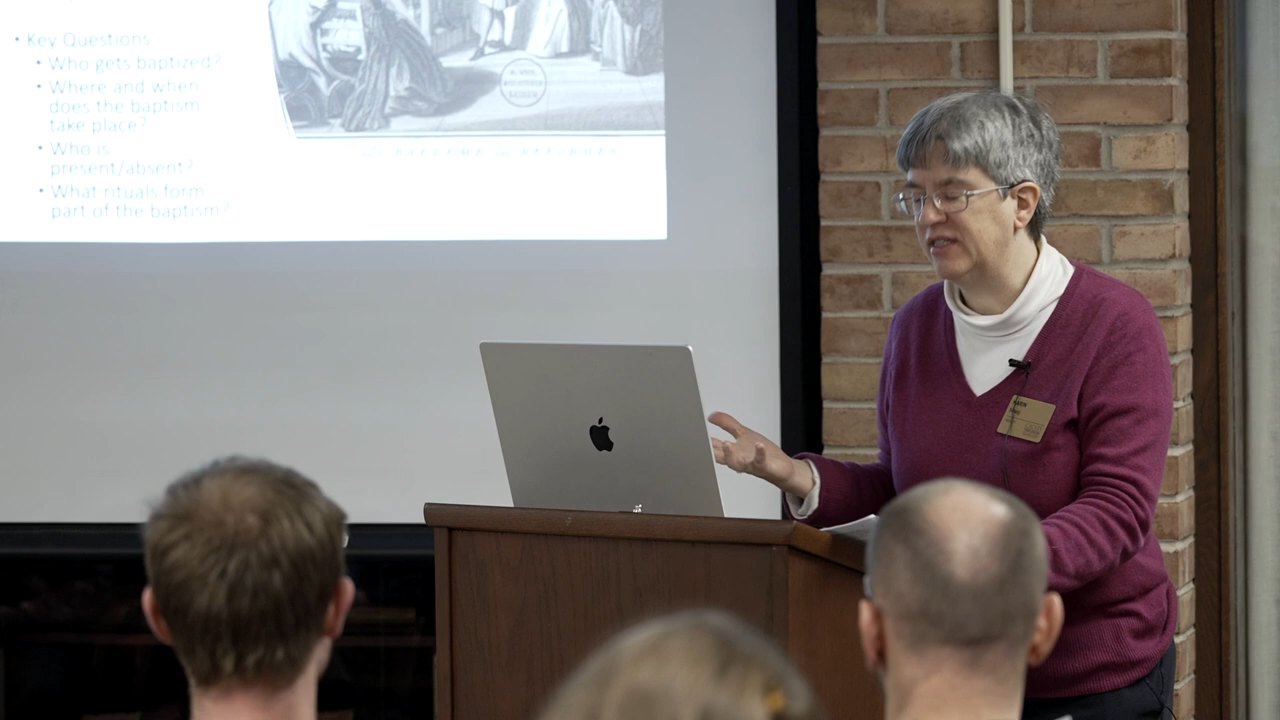 • Key Questions
• Who gets baptized?
• Where and when
does the baptism
take place?
• Who is
present/absent?
• What rituals form
part of the baptism?